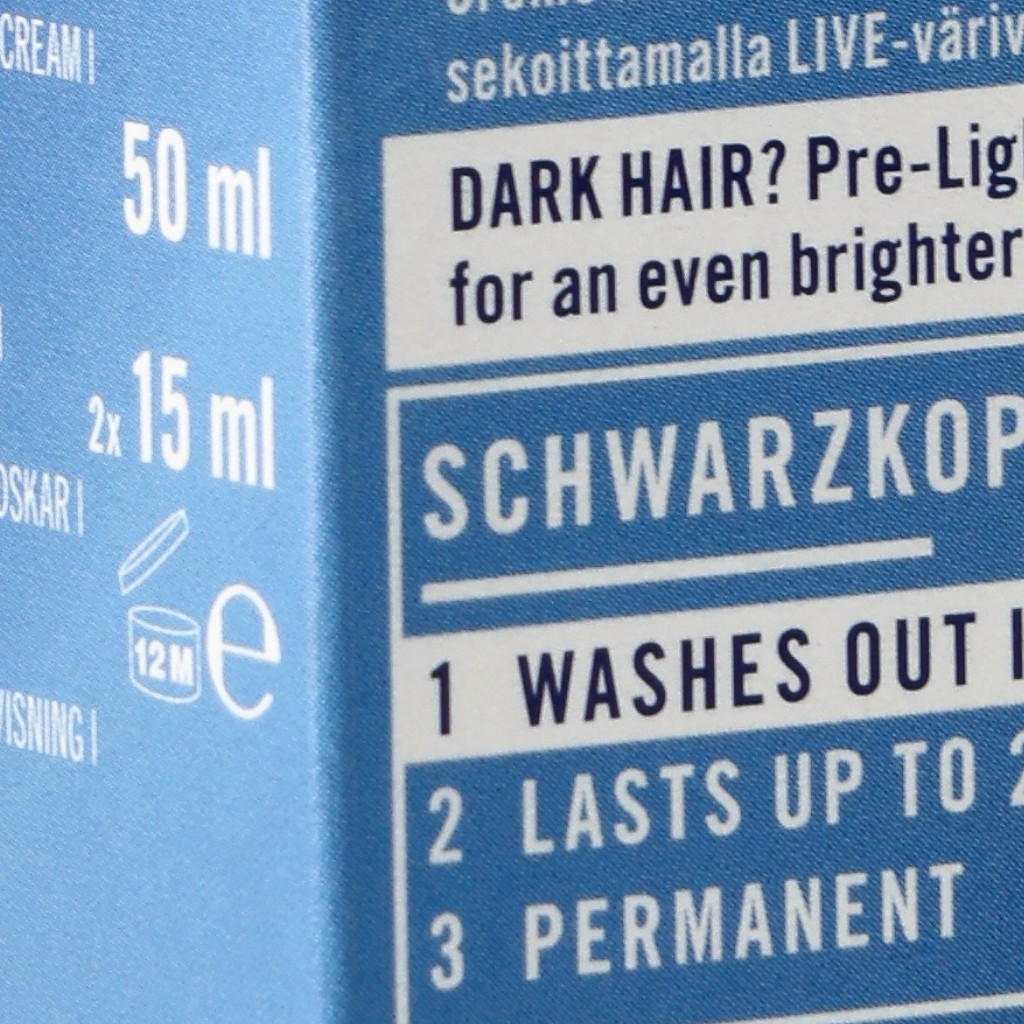 CREAM |
50 ml
2x 15 ml
OSKAR |
12 M e
VISNING |
sekoittamalla LIVE-väriv
DARK HAIR? Pre-Lig
for an even brighter
SCHWARZKOP
1 WASHES OUT I
2 LASTS UP TO 2
3 PERMANENT